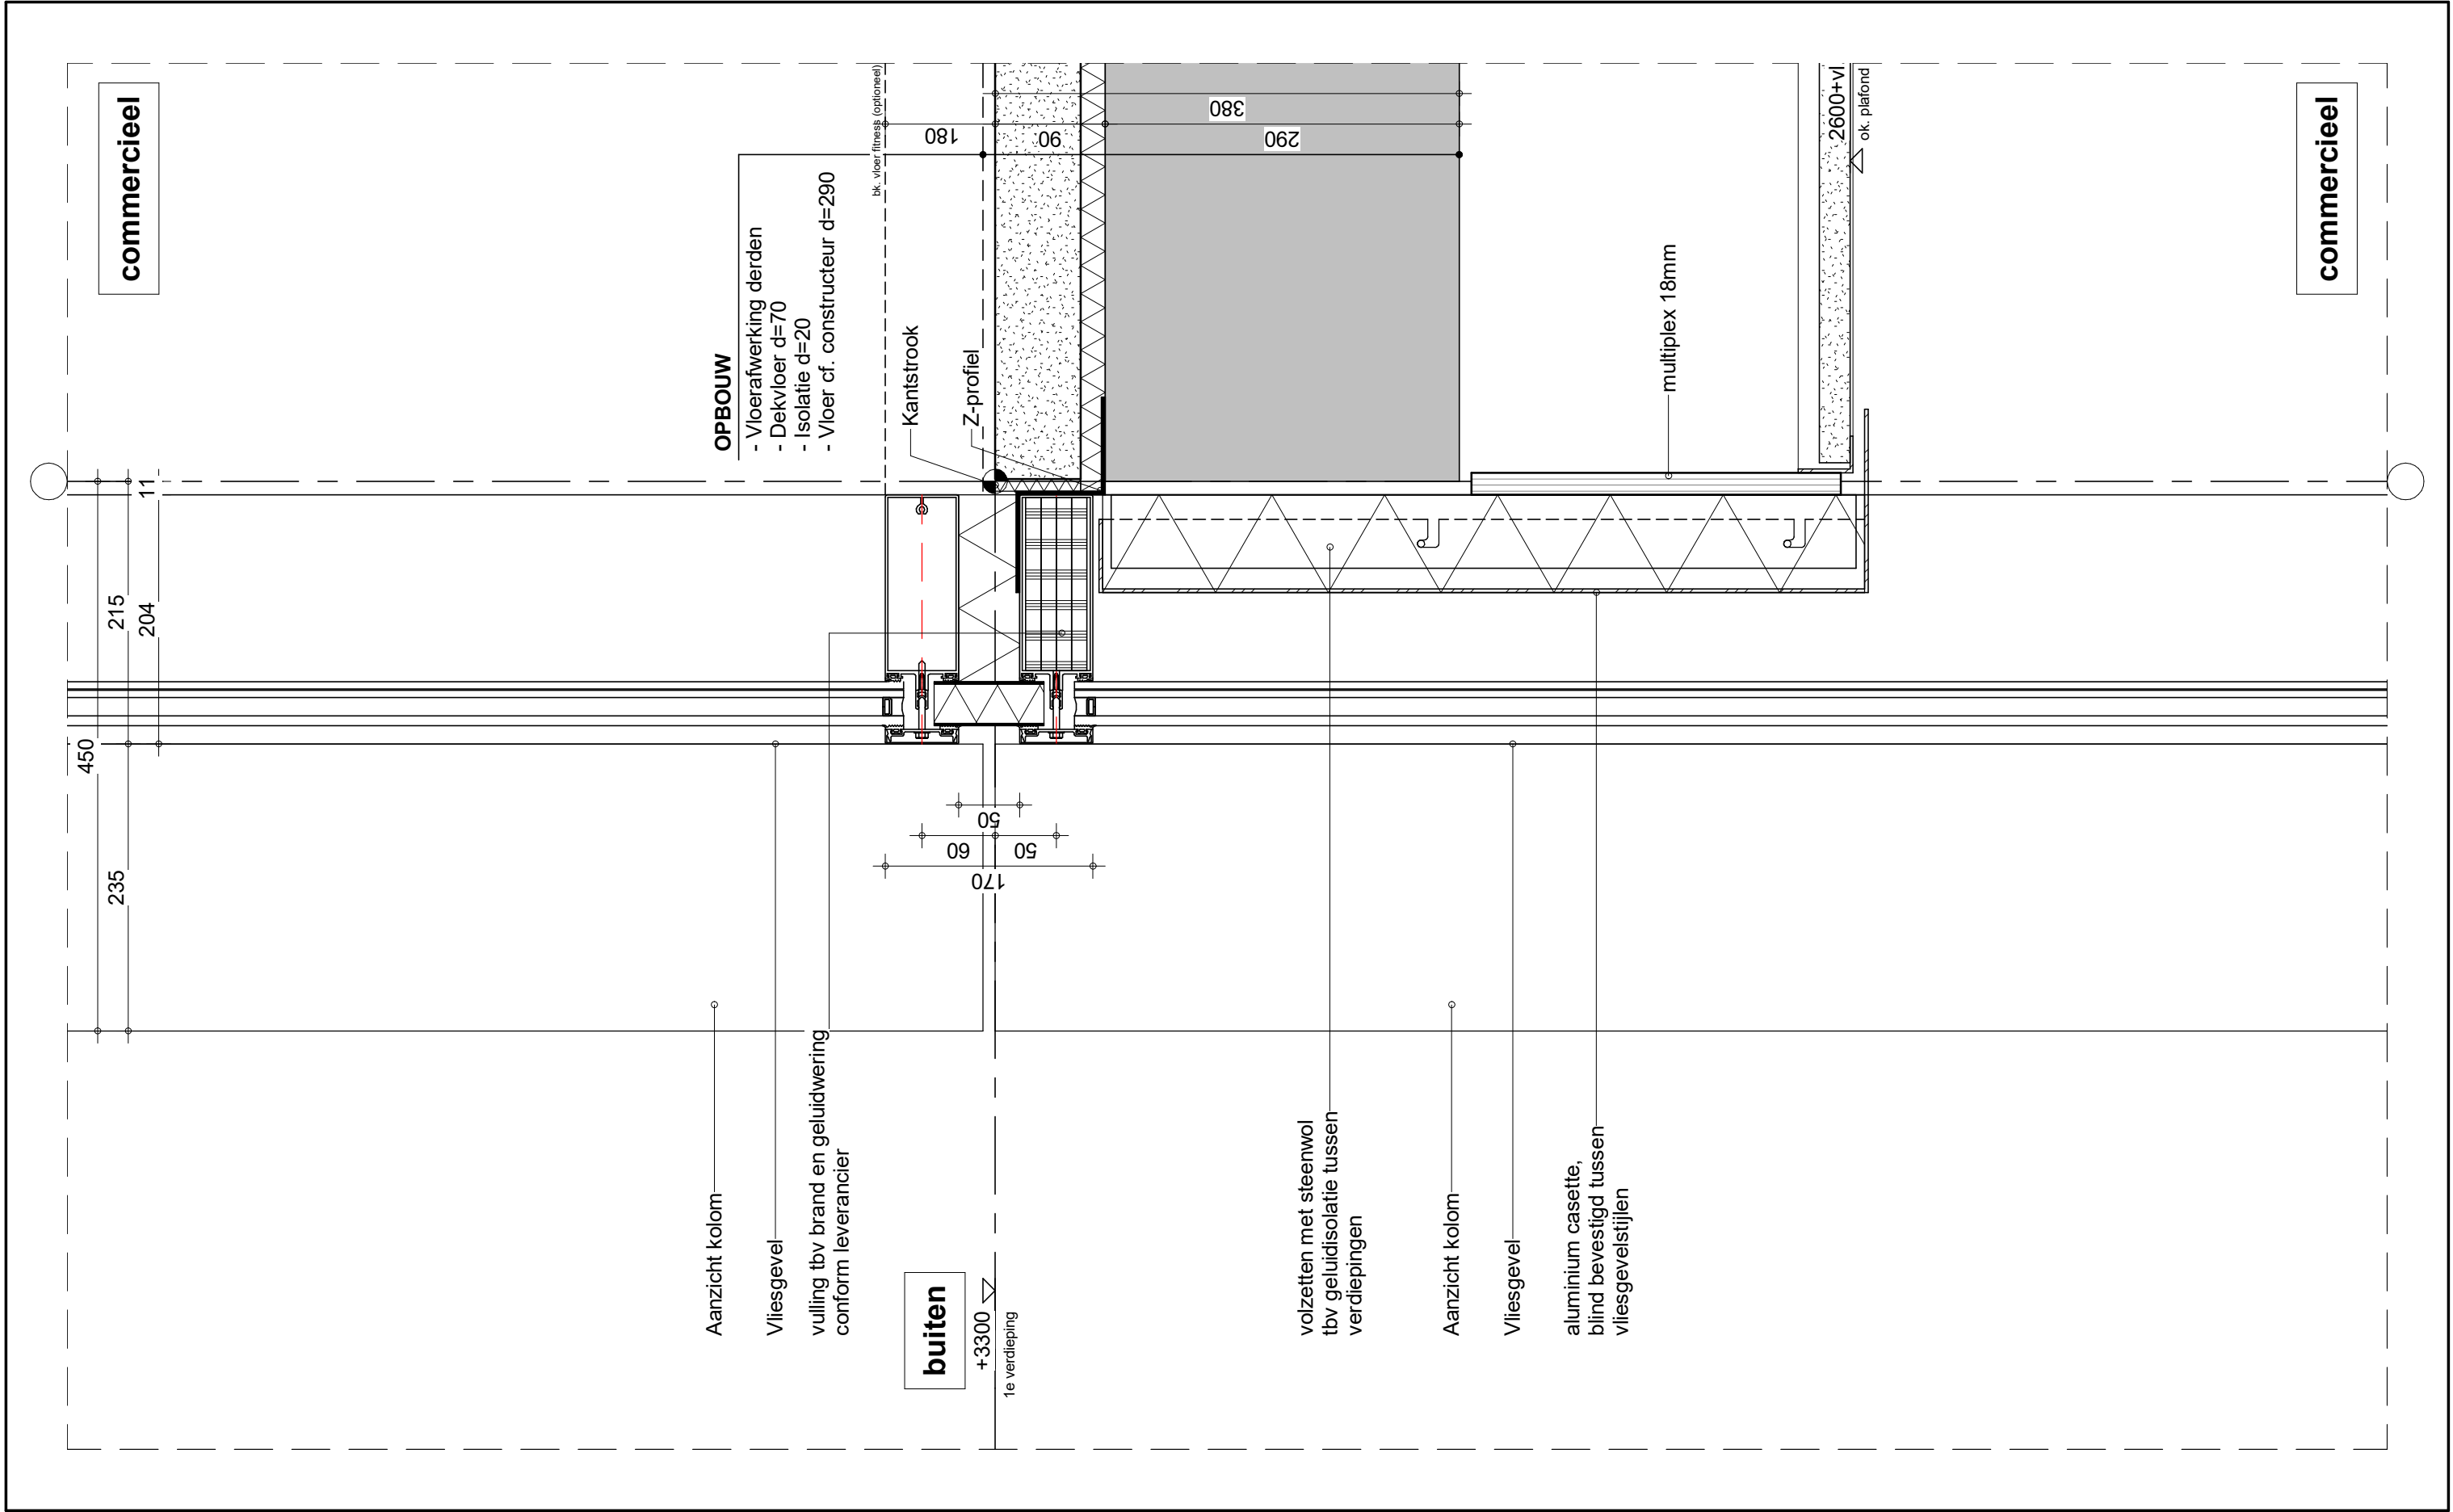 commercieel
OPBOUW
- Vloerafwerking derden
- Dekvloer d=70
- Isolatie d=20
- Vloer cf. constructeur d=290
bk. vloer fitness (optioneel)
Kantstrook
Z-profiel
180
90
380
290
multiplex 18mm
2600+vl
ok. plafond
commercieel
11
215
204
450
235
50
60
50
170
Aanzicht kolom
Vliesgevel
vulling tbv brand en geluidwering
conform leverancier
buiten
+3300
1e verdieping
volzetten met steenwol
tbv geluidisolatie tussen
verdiepingen
Aanzicht kolom
Vliesgevel
aluminium casette,
blind bevestigd tussen
vliesgevelstijlen